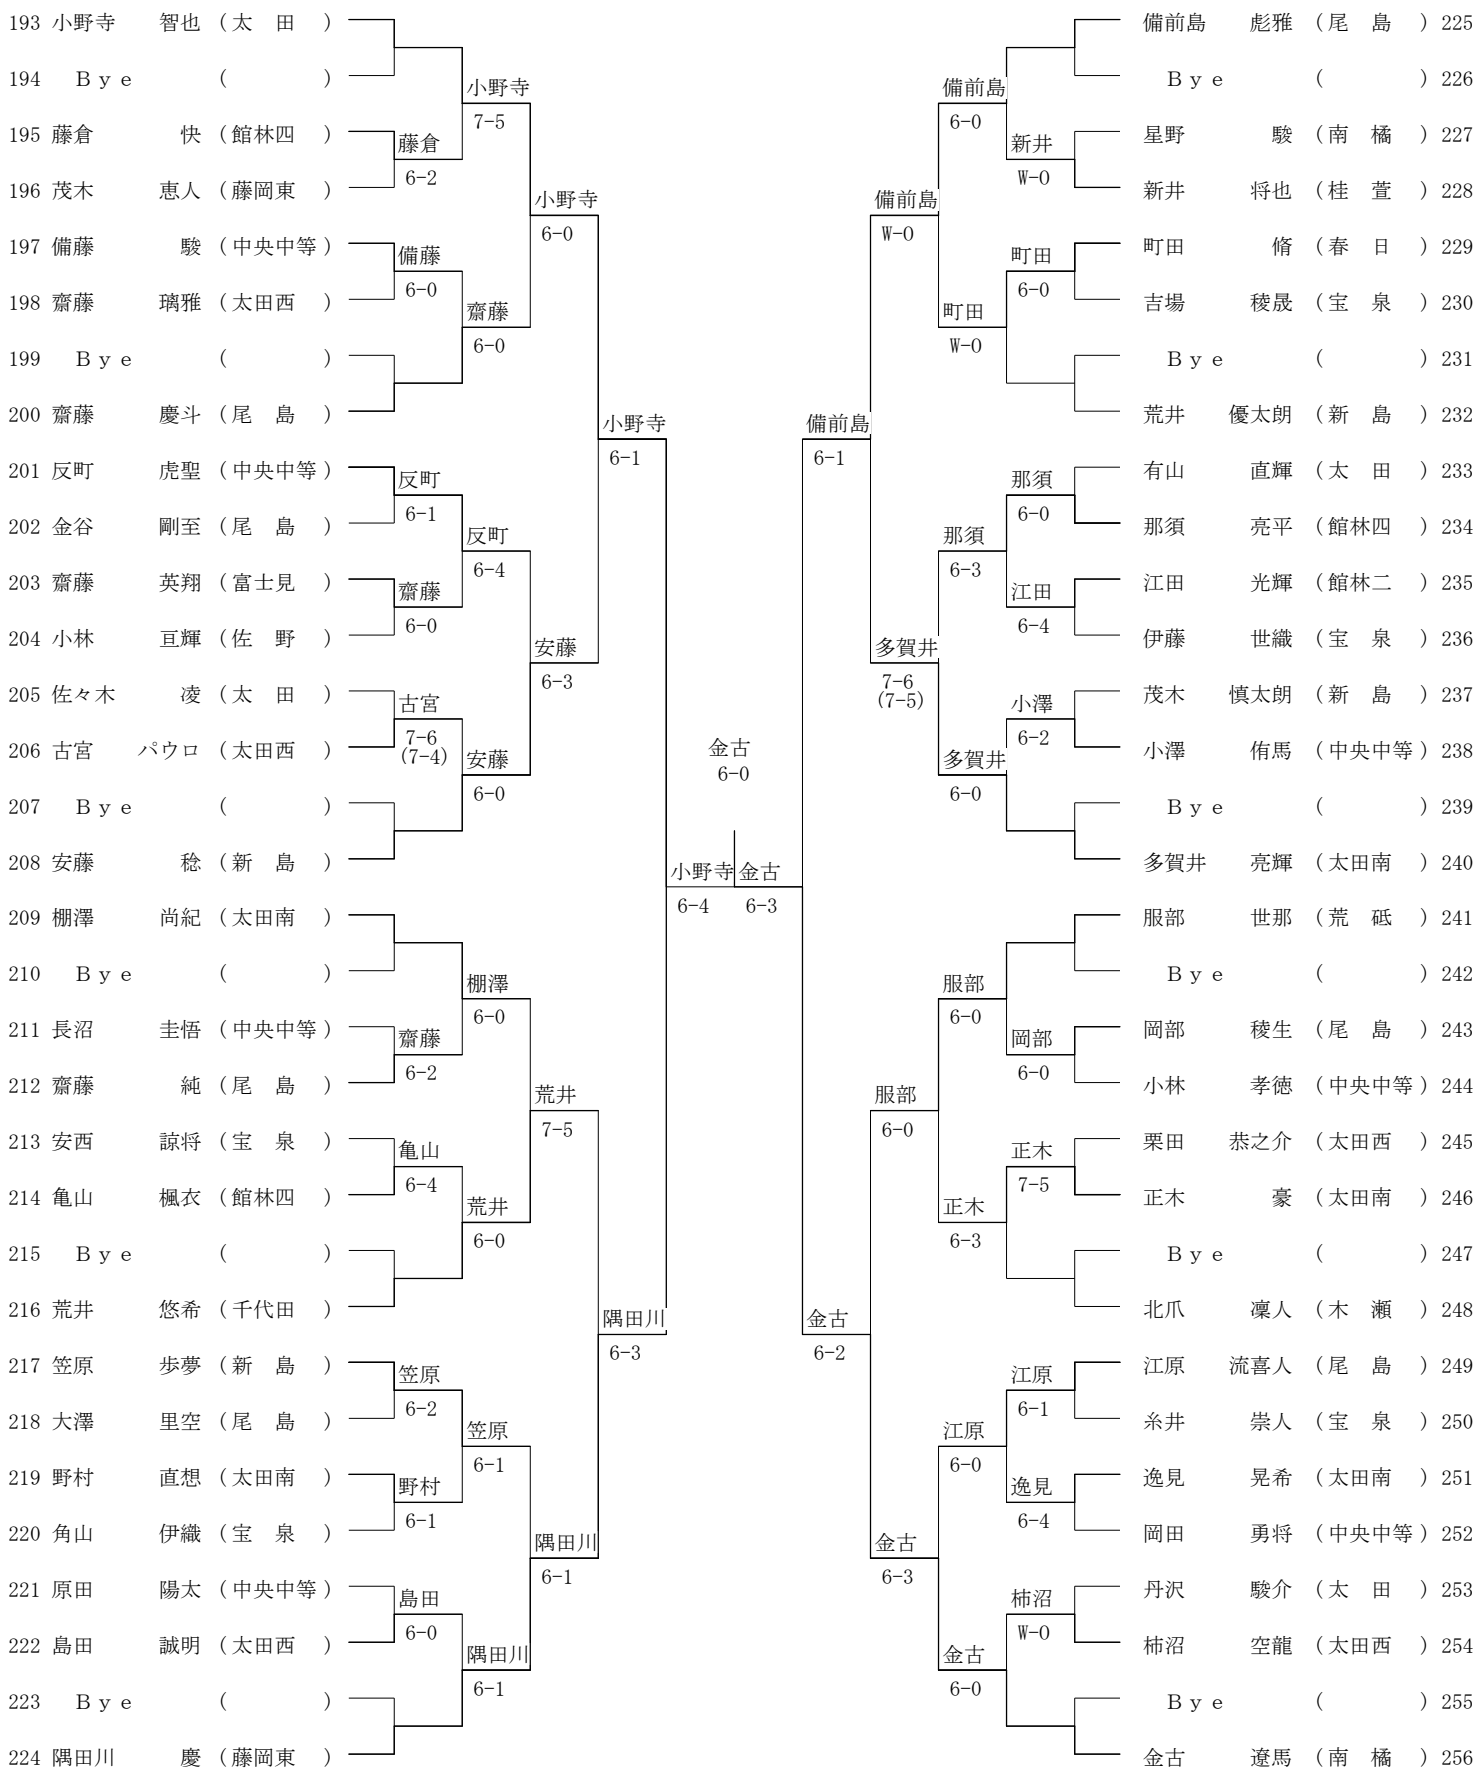 193 小野寺 智也 （太 田 ）
194 Ｂｙｅ （ ）
195 藤倉 快 （館林四 ）
196 茂木 恵人 （藤岡東 ）
197 備藤 駿 （中央中等）
198 齋藤 璃雅 （太田西 ）
199 Ｂｙｅ （ ）
200 齋藤 慶斗 （尾 島 ）
201 反町 虎聖 （中央中等）
202 金谷 剛至 （尾 島 ）
203 齋藤 英翔 （富士見 ）
204 小林 亘輝 （佐 野 ）
205 佐々木 凌 （太 田 ）
206 古宮 パウロ （太田西 ）
207 Ｂｙｅ （ ）
208 安藤 稔 （新 島 ）
209 棚澤 尚紀 （太田南 ）
210 Ｂｙｅ （ ）
211 長沼 圭悟 （中央中等）
212 齋藤 純 （尾 島 ）
213 安西 諒将 （宝 泉 ）
214 亀山 楓衣 （館林四 ）
215 Ｂｙｅ （ ）
216 荒井 悠希 （千代田 ）
217 笠原 歩夢 （新 島 ）
218 大澤 里空 （尾 島 ）
219 野村 直想 （太田南 ）
220 角山 伊織 （宝 泉 ）
221 原田 陽太 （中央中等）
222 島田 誠明 （太田西 ）
223 Ｂｙｅ （ ）
224 隅田川 慶 （藤岡東 ）
藤倉
6-2
備藤
6-0
反町
6-1
齋藤
6-0
古宮
7-6
(7-4)
齋藤
6-2
亀山
6-4
笠原
6-2
野村
6-1
島田
6-0
小野寺
7-5
齋藤
6-0
反町
6-4
安藤
6-0
棚澤
6-0
荒井
6-0
笠原
6-1
隅田川
6-1
小野寺
6-0
安藤
6-3
荒井
7-5
隅田川
6-1
小野寺
6-1
隅田川
6-3
小野寺
6-4
金古
6-0
金古
6-3
備前島
6-1
金古
6-2
備前島
W-0
多賀井
7-6
(7-5)
服部
6-0
金古
6-3
備前島
6-0
町田
W-0
那須
6-3
多賀井
6-0
服部
6-0
正木
6-3
江原
6-0
金古
6-0
新井
W-0
町田
6-0
那須
6-0
江田
6-4
小澤
6-2
岡部
6-0
正木
7-5
江原
6-1
逸見
6-4
柿沼
W-0
備前島 彪雅 （尾 島 ）225
Ｂｙｅ （ ）226
星野 駿 （南 橘 ）227
新井 将也 （桂 萱 ）228
町田 脩 （春 日 ）229
吉場 稜晟 （宝 泉 ）230
Ｂｙｅ （ ）231
荒井 優太朗 （新 島 ）232
有山 直輝 （太 田 ）233
那須 亮平 （館林四 ）234
江田 光輝 （館林二 ）235
伊藤 世織 （宝 泉 ）236
茂木 慎太朗 （新 島 ）237
小澤 侑馬 （中央中等）238
Ｂｙｅ （ ）239
多賀井 亮輝 （太田南 ）240
服部 世那 （荒 砥 ）241
Ｂｙｅ （ ）242
岡部 稜生 （尾 島 ）243
小林 孝徳 （中央中等）244
栗田 恭之介 （太田西 ）245
正木 豪 （太田南 ）246
Ｂｙｅ （ ）247
北爪 凜人 （木 瀬 ）248
江原 流喜人 （尾 島 ）249
糸井 崇人 （宝 泉 ）250
逸見 晃希 （太田南 ）251
岡田 勇将 （中央中等）252
丹沢 駿介 （太 田 ）253
柿沼 空龍 （太田西 ）254
Ｂｙｅ （ ）255
金古 遼馬 （南 橘 ）256